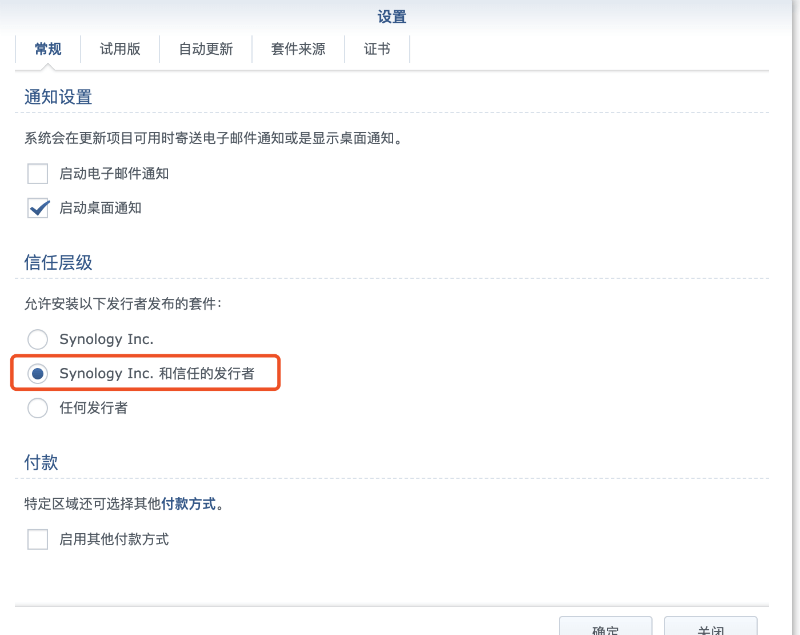 设置
常规 试用版 自动更新 套件来源 证书
通知设置
系统会在更新项目可用时寄送电子邮件通知或是显示桌面通知。
启动电子邮件通知
启动桌面通知
信任层级
允许安装以下发行者发布的套件：
Synology Inc.
Synology Inc. 和信任的发行者
任何发行者
付款
特定区域还可选择其他付款方式。
启用其他付款方式
确定 关闭